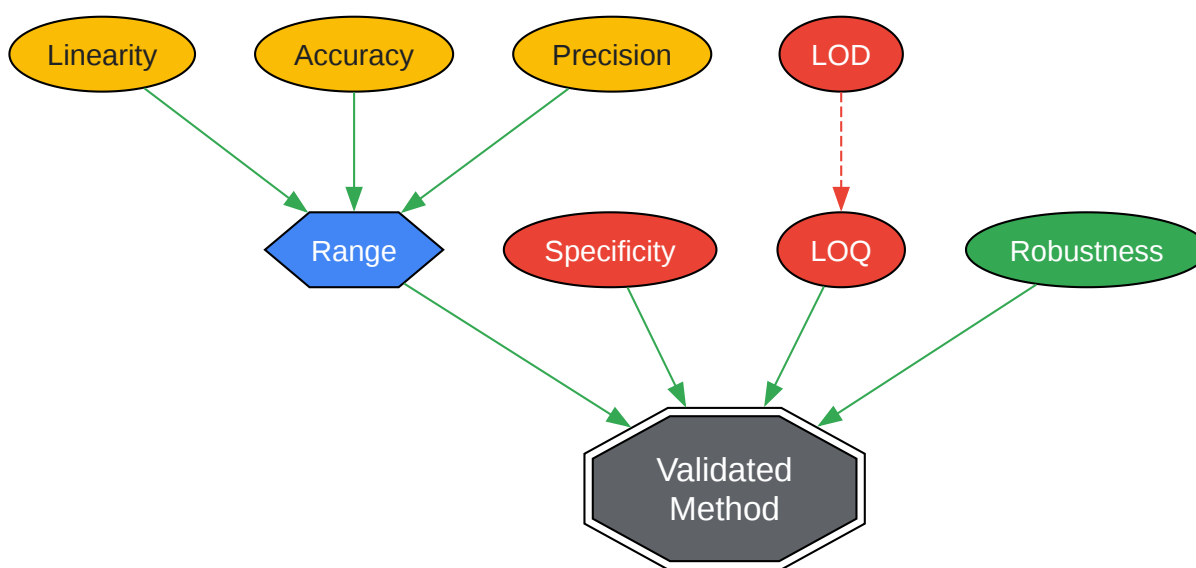 Linearity
Accuracy
Precision
LOD
Range
Specificity
LOQ
Robustness
Validated
Method